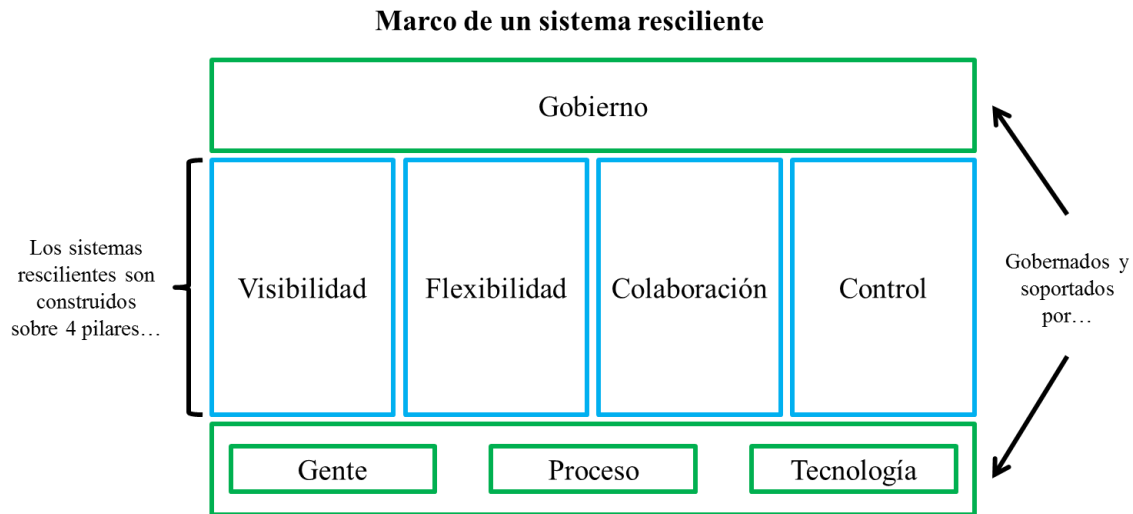 Marco de un sistema resciliente
Gobierno
Los sistemas
rescilientes son
construidos
sobre 4 pilares…
Visibilidad
Flexibilidad
Colaboración
Control
Gobernados y
soportados
por…
Gente
Proceso
Tecnología